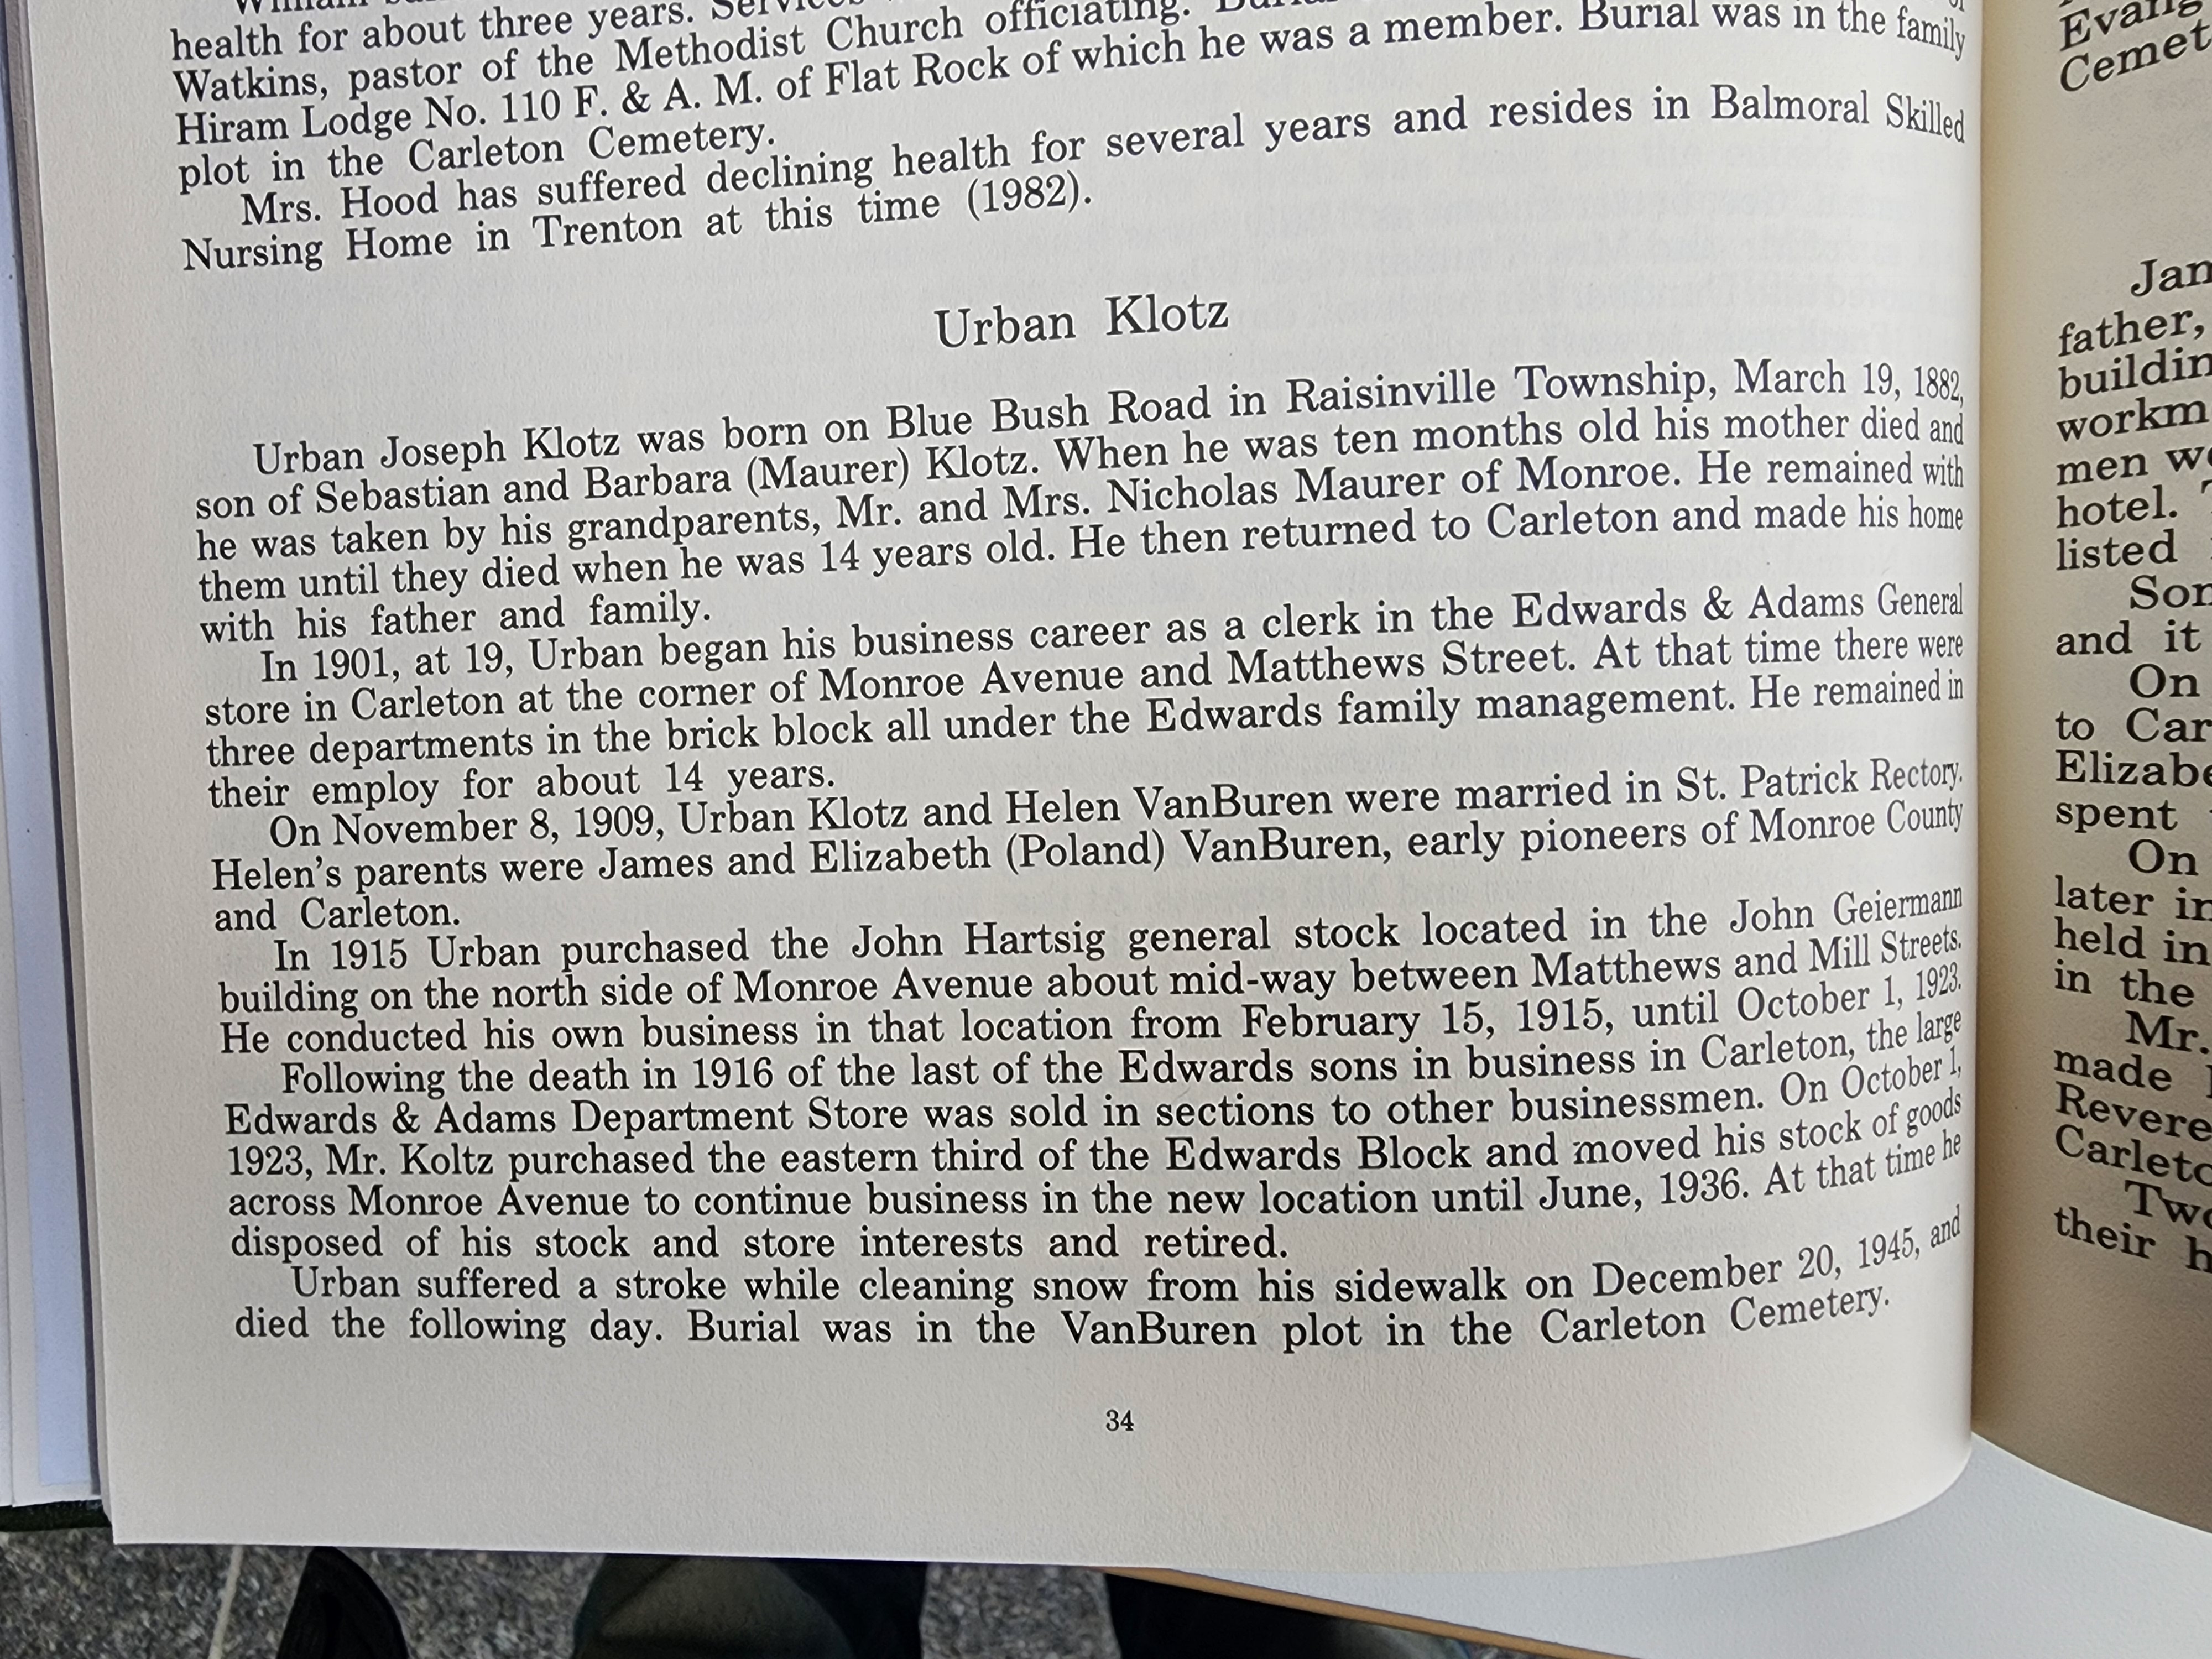 health for about three years.
Watkins, pastor of the Methodist Church officiating.
Hiram Lodge No. 110 F. & A. M. of Flat Rock of which he was a member. Burial was in the family
plot in the Carleton Cemetery.
Mrs. Hood has suffered declining health for several years and resides in Balmoral Skilled
Nursing Home in Trenton at this time (1982).
Urban Klotz
Urban Joseph Klotz was born on Blue Bush Road in Raisinville Township, March 19, 1882,
son of Sebastian and Barbara (Maurer) Klotz. When he was ten months old his mother died and
he was taken by his grandparents, Mr. and Mrs. Nicholas Maurer of Monroe. He remained with
them until they died when he was 14 years old. He then returned to Carleton and made his home
with his father and family.
In 1901, at 19, Urban began his business career as a clerk in the Edwards & Adams General
store in Carleton at the corner of Monroe Avenue and Matthews Street. At that time there were
three departments in the brick block all under the Edwards family management. He remained in
their employ for about 14 years.
On November 8, 1909, Urban Klotz and Helen VanBuren were married in St. Patrick Rectory.
Helen's parents were James and Elizabeth (Poland) VanBuren, early pioneers of Monroe County
and Carleton.
In 1915 Urban purchased the John Hartsig general stock located in the John Geiermann
building on the north side of Monroe Avenue about mid-way between Matthews and Mill Streets.
He conducted his own business in that location from February 15, 1915, until October 1, 1923.
Following the death in 1916 of the last of the Edwards sons in business in Carleton, the large
Edwards & Adams Department Store was sold in sections to other businessmen. On October 1,
1923, Mr. Koltz purchased the eastern third of the Edwards Block and moved his stock of goods
across Monroe Avenue to continue business in the new location until June, 1936. At that time he
disposed of his stock and store interests and retired.
Urban suffered a stroke while cleaning snow from his sidewalk on December 20, 1945, and
died the following day. Burial was in the VanBuren plot in the Carleton Cemetery.
34
father,
men
hotel.
listed
and it
On
to
spent
On
later
held in
in the
Mr.
made
their